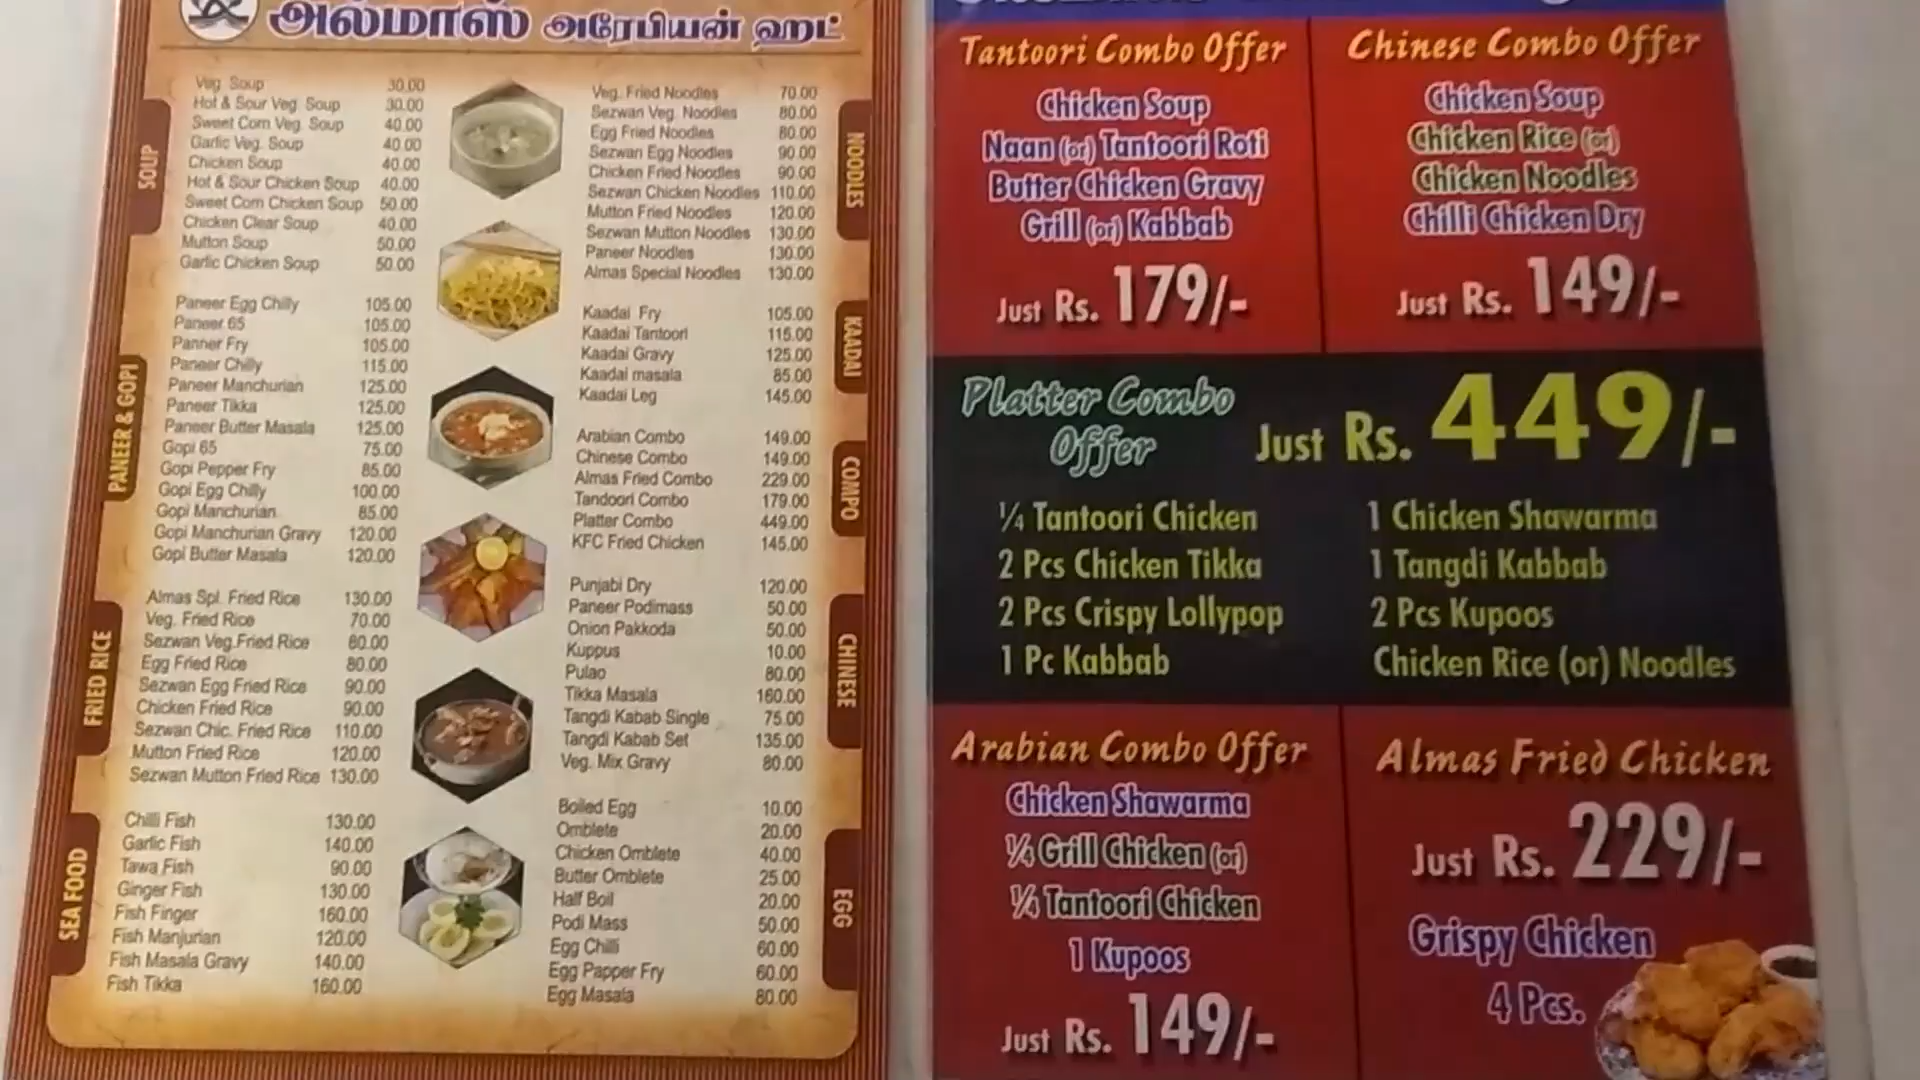 அல்மாஸ் அரேபியன் ஹட்
SOUP
Veg Soup 30.00
Hot & Sour Veg. Soup 30.00
Sweet Corn Veg. Soup 40.00
Garlic Veg. Soup 40.00
Chicken Soup 40.00
Hot & Sour Chicken Soup 40.00
Sweet Corn Chicken Soup 50.00
Chicken Clear Soup 40.00
Mutton Soup 50.00
Garlic Chicken Soup 50.00
PANEER & GOPI
Paneer Egg Chilly 105.00
Paneer 65 105.00
Panner Fry 105.00
Paneer Chilly 115.00
Paneer Manchurian 125.00
Paneer Tikka 125.00
Paneer Butter Masala 125.00
Gopi 65 75.00
Gopi Pepper Fry 85.00
Gopi Egg Chilly 100.00
Gopi Manchurian 85.00
Gopi Manchurian Gravy 120.00
Gopi Butter Masala 120.00
FRIED RICE
Almas Spl. Fried Rice 130.00
Veg. Fried Rice 70.00
Sezwan Veg.Fried Rice 80.00
Egg Fried Rice 80.00
Sezwan Egg Fried Rice 90.00
Chicken Fried Rice 90.00
Sezwan Chic. Fried Rice 110.00
Mutton Fried Rice 120.00
Sezwan Mutton Fried Rice 130.00
SEA FOOD
Chilli Fish 130.00
Garlic Fish 140.00
Tawa Fish 90.00
Ginger Fish 130.00
Fish Finger 160.00
Fish Manjurian 120.00
Fish Masala Gravy 140.00
Fish Tikka 160.00
NOODLES
Veg. Fried Noodles 70.00
Sezwan Veg. Noodles 80.00
Egg Fried Noodles 80.00
Sezwan Egg Noodles 90.00
Chicken Fried Noodles 90.00
Sezwan Chicken Noodles 110.00
Mutton Fried Noodles 120.00
Sezwan Mutton Noodles 130.00
Paneer Noodles 130.00
Almas Special Noodles 130.00
KAADAI
Kaadai Fry 105.00
Kaadai Tantoori 115.00
Kaadai Gravy 125.00
Kaadai masala 85.00
Kaadai Leg 145.00
COMPO
Arabian Combo 149.00
Chinese Combo 149.00
Almas Fried Combo 229.00
Tandoori Combo 179.00
Platter Combo 449.00
KFC Fried Chicken 145.00
CHINESE
Punjabi Dry 120.00
Paneer Podimass 50.00
Onion Pakkoda 50.00
Kuppus 10.00
Pulao 80.00
Tikka Masala 160.00
Tangdi Kabab Single 75.00
Tangdi Kabab Set 135.00
Veg. Mix Gravy 80.00
EGG
Boiled Egg 10.00
Omblete 20.00
Chicken Omblete 40.00
Butter Omblete 25.00
Half Boil 20.00
Podi Mass 50.00
Egg Chilli 60.00
Egg Papper Fry 60.00
Egg Masala 80.00
Tantoori Combo Offer
Chicken Soup
Naan (or) Tantoori Roti
Butter Chicken Gravy
Grill (or) Kabbab
Just Rs. 179/-
Chinese Combo Offer
Chicken Soup
Chicken Rice (or)
Chicken Noodles
Chilli Chicken Dry
Just Rs. 149/-
Platter Combo
Offer
Just Rs. 449/-
¼ Tantoori Chicken
2 Pcs Chicken Tikka
2 Pcs Crispy Lollypop
1 Pc Kabbab
1 Chicken Shawarma
1 Tangdi Kabbab
2 Pcs Kupoos
Chicken Rice (or) Noodles
Arabian Combo Offer
Chicken Shawarma
¼ Grill Chicken (or)
¼ Tantoori Chicken
1 Kupoos
Just Rs. 149/-
Almas Fried Chicken
Just Rs. 229/-
Grispy Chicken
4 Pcs.